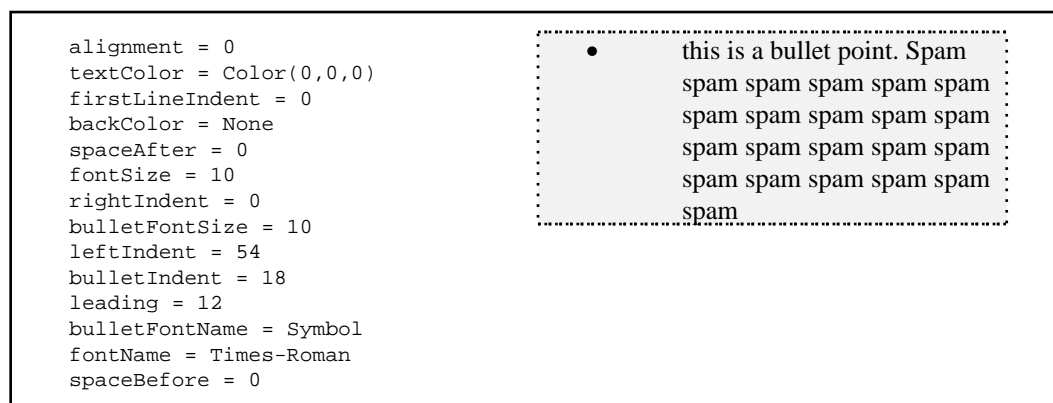 alignment = 0
textColor = Color(0,0,0)
firstLineIndent = 0
backColor = None
spaceAfter = 0
fontSize = 10
rightIndent = 0
bulletFontSize = 10
leftIndent = 54
bulletIndent = 18
leading = 12
bulletFontName = Symbol
fontName = Times-Roman
spaceBefore = 0
• this is a bullet point. Spam
spam spam spam spam spam
spam spam spam spam spam
spam spam spam spam spam
spam spam spam spam spam
spam